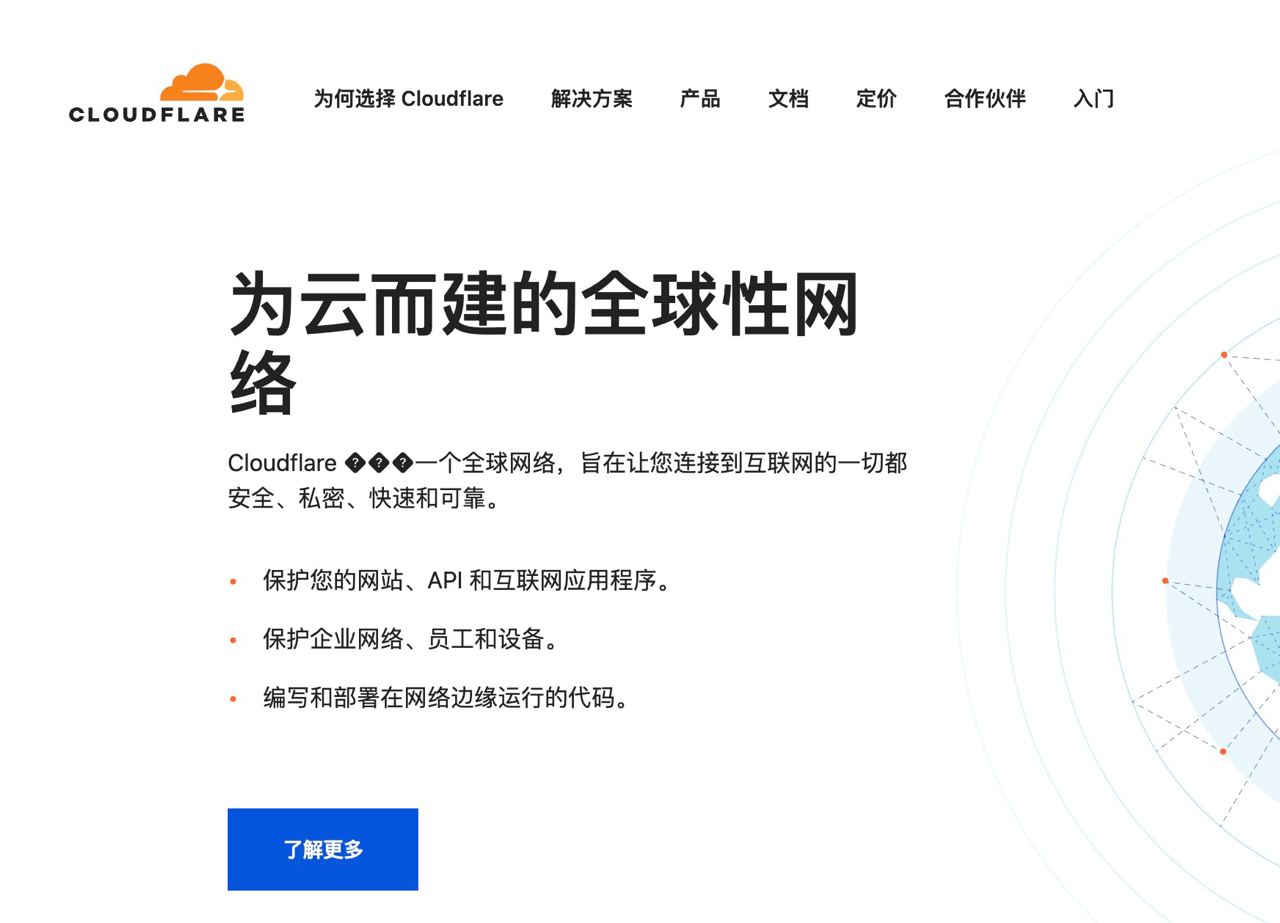 CLOUDFLARE
为何选择 Cloudflare 解决方案 产品 文档 定价 合作伙伴 入门
为云而建的全球性网
络
Cloudflare ���一个全球网络，旨在让您连接到互联网的一切都
安全、私密、快速和可靠。
保护您的网站、API 和互联网应用程序。
保护企业网络、员工和设备。
编写和部署在网络边缘运行的代码。
了解更多